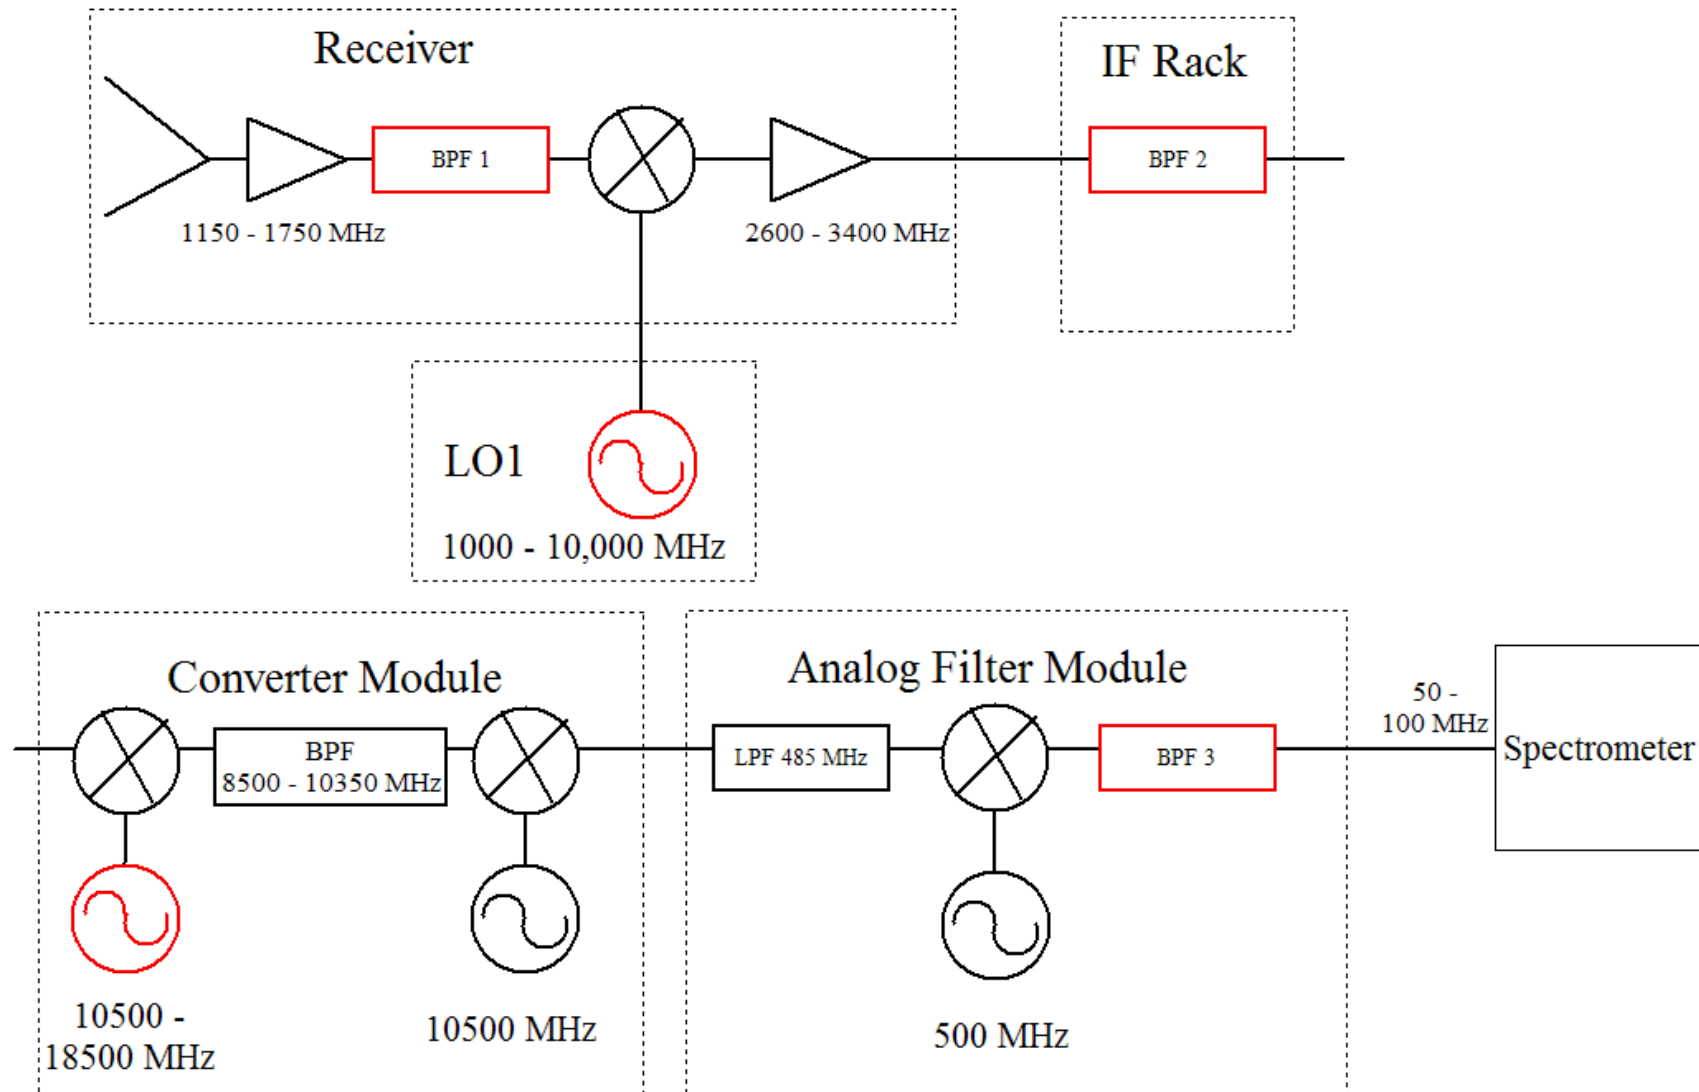 Receiver
IF Rack
BPF 1
BPF 2
1150 - 1750 MHz
2600 - 3400 MHz
LO1
1000 - 10,000 MHz
Converter Module
Analog Filter Module
BPF
8500 - 10350 MHz
LPF 485 MHz
BPF 3
50 -
100 MHz
Spectrometer
10500 -
18500 MHz
10500 MHz
500 MHz